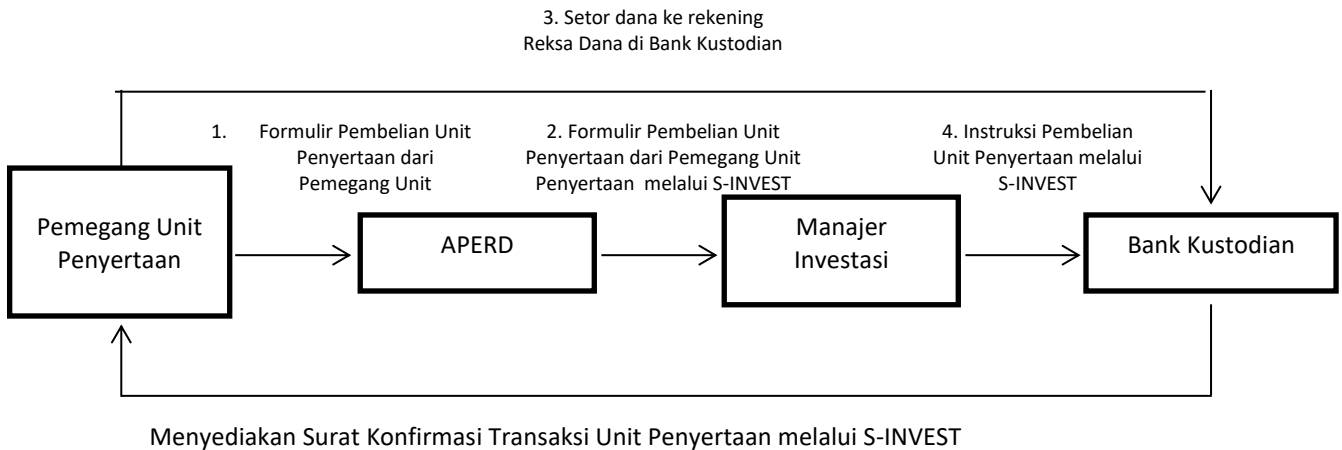 3. Setor dana ke rekening
Reksa Dana di Bank Kustodian
1. Formulir Pembelian Unit
Penyertaan dari
Pemegang Unit
2. Formulir Pembelian Unit
Penyertaan dari Pemegang Unit
Penyertaan melalui S-INVEST
4. Instruksi Pembelian
Unit Penyertaan melalui
S-INVEST
Pemegang Unit
Penyertaan
APERD
Manajer
Investasi
Bank Kustodian
Menyediakan Surat Konfirmasi Transaksi Unit Penyertaan melalui S-INVEST